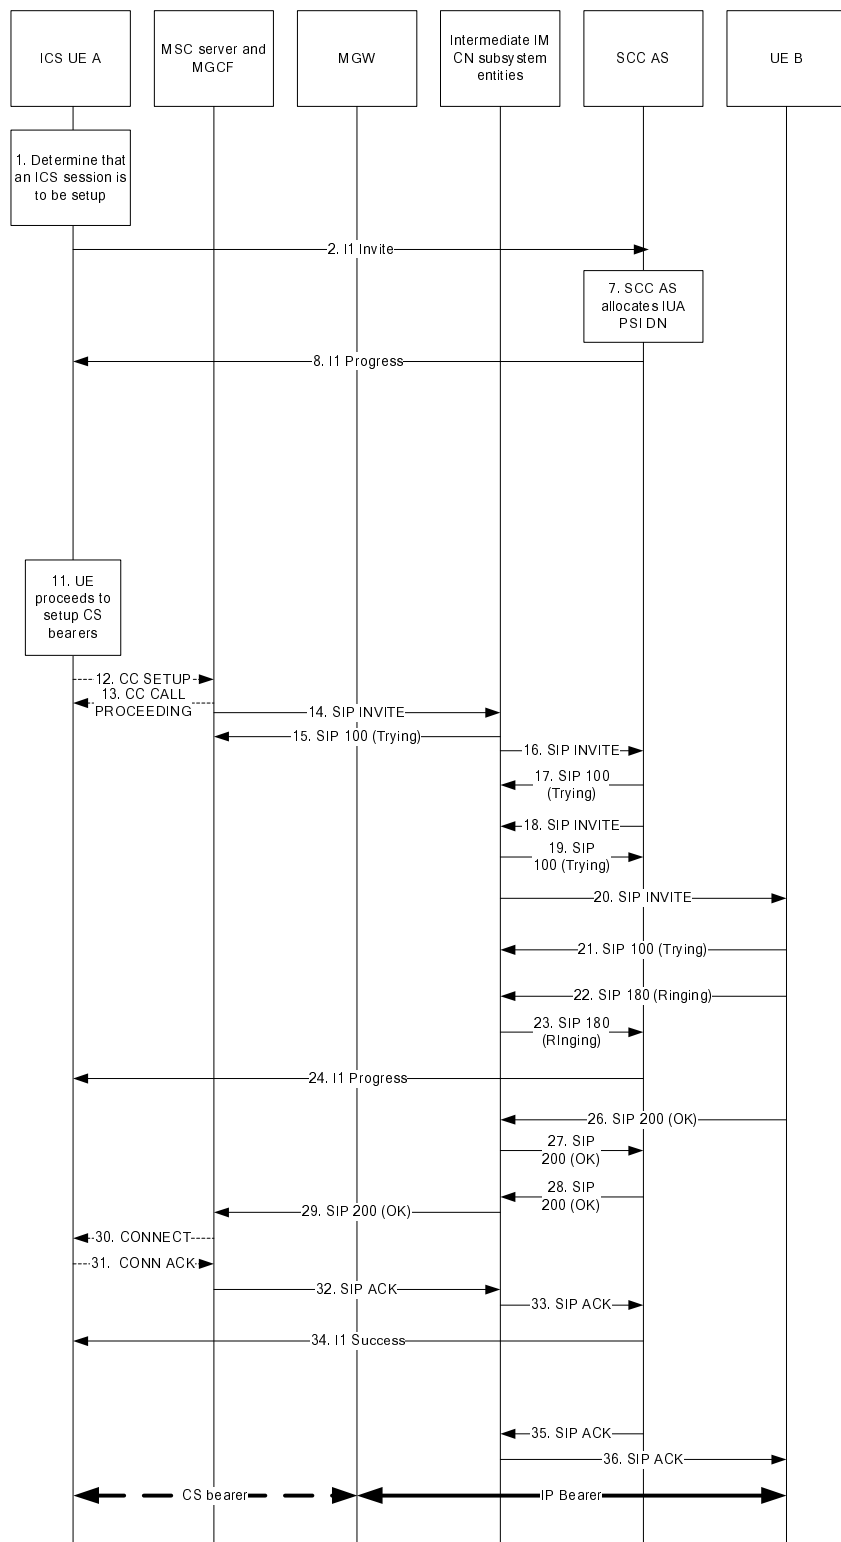 ICS UE A
MSC server and
MGCF
MGW
Intermediate IM
CN subsystem
entities
SCC AS
UE B
1. Determine that
an ICS session is
to be setup
2. I1 Invite
7. SCC AS
allocates IUA
PSI DN
8. I1 Progress
11. UE
proceeds to
setup CS
bearers
12. CC SETUP
13. CC CALL
PROCEEDING
14. SIP INVITE
15. SIP 100 (Trying)
16. SIP INVITE
17. SIP 100
(Trying)
18. SIP INVITE
19. SIP
100 (Trying)
20. SIP INVITE
21. SIP 100 (Trying)
22. SIP 180 (Ringing)
23. SIP 180
(RInging)
24. I1 Progress
26. SIP 200 (OK)
27. SIP
200 (OK)
28. SIP
200 (OK)
29. SIP 200 (OK)
30. CONNECT
31. CONN ACK
32. SIP ACK
33. SIP ACK
34. I1 Success
35. SIP ACK
36. SIP ACK
CS bearer
IP Bearer